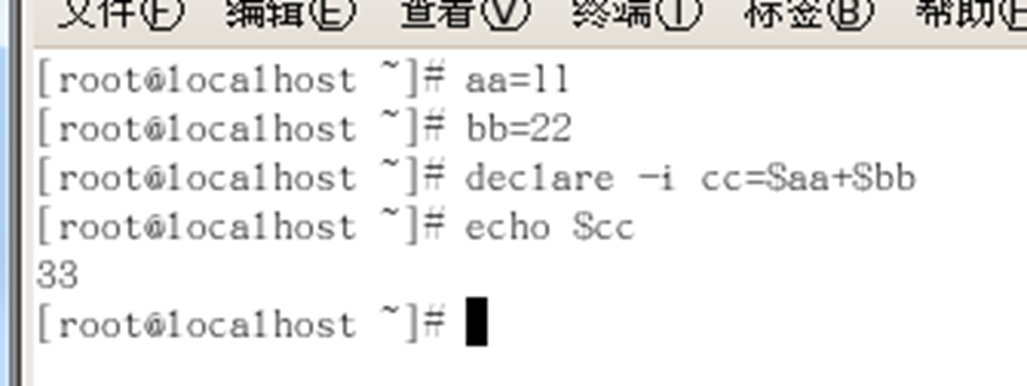 文件(F) 编辑(E) 查看(V) 终端(T) 标签(B) 帮助(H
[root@localhost ~]# aa=11
[root@localhost ~]# bb=22
[root@localhost ~]# declare -i cc=$aa+$bb
[root@localhost ~]# echo $cc
33
[root@localhost ~]#